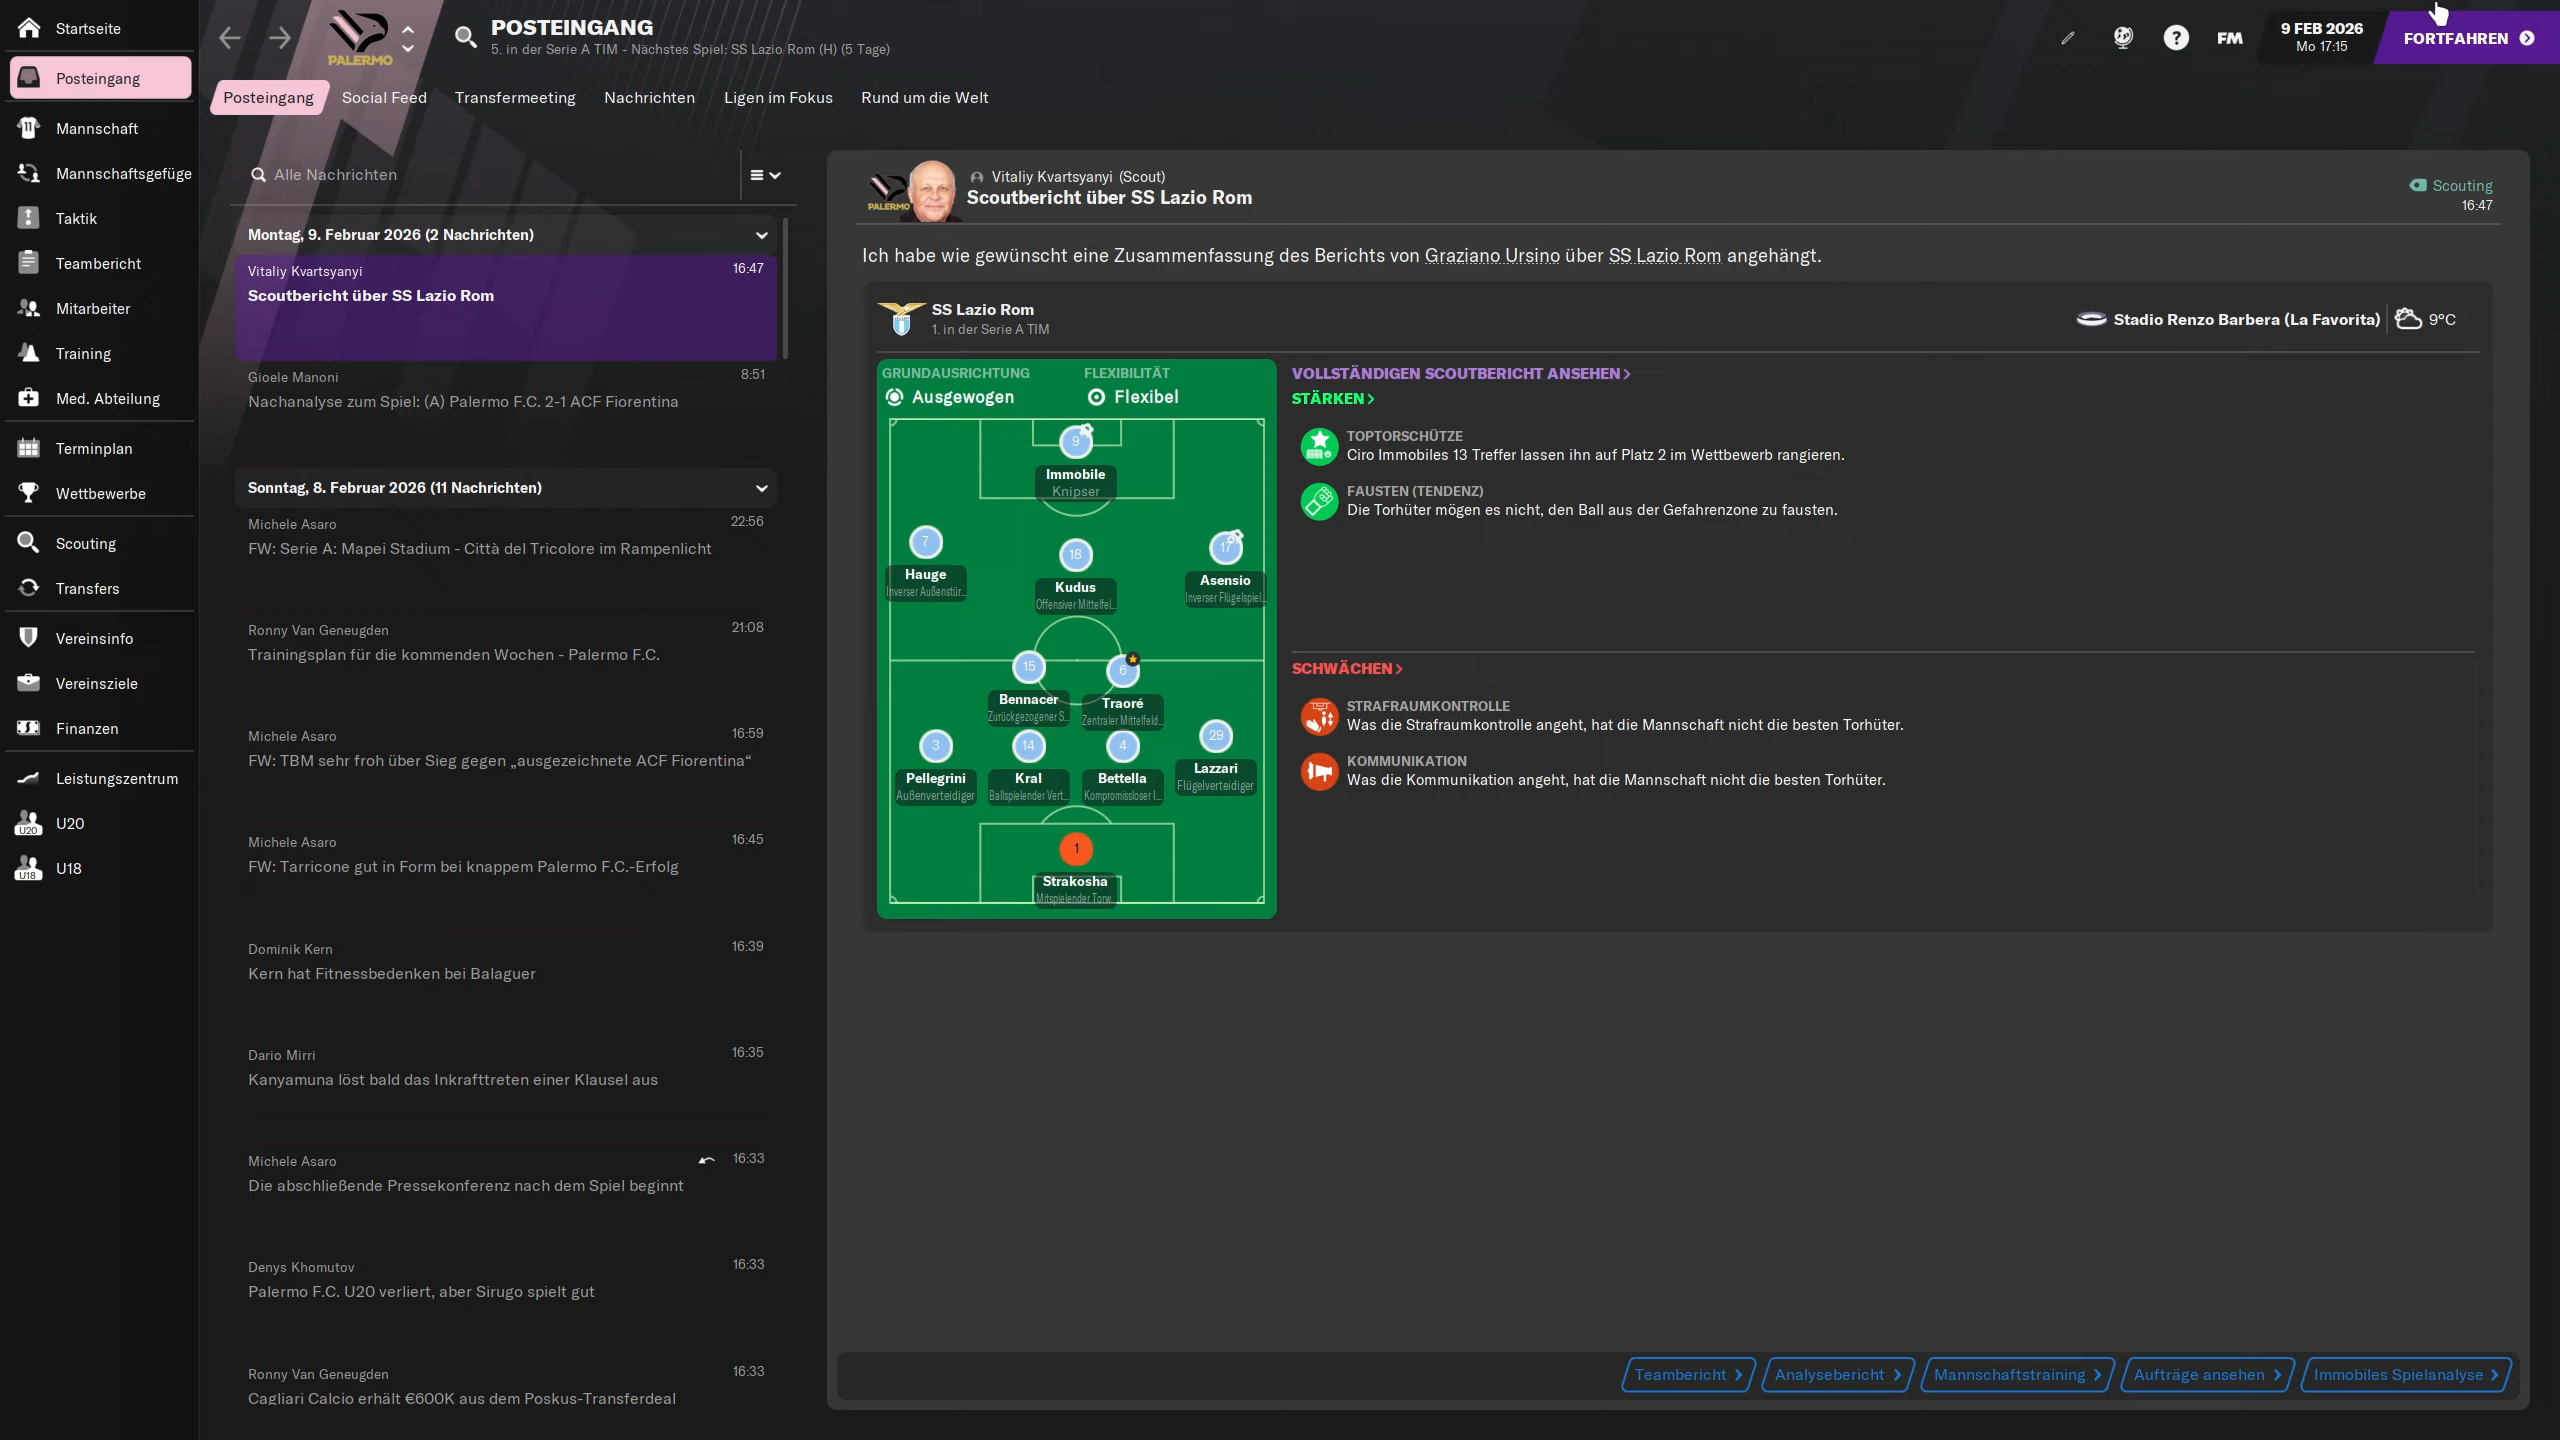 Startseite
Posteingang
Mannschaft
Mannschaftsgefüge
Taktik
Teambericht
Mitarbeiter
Training
Med. Abteilung
Terminplan
Wettbewerbe
Scouting
Transfers
Vereinsinfo
Vereinsziele
Finanzen
Leistungszentrum
U20
U20
U18
U18
PALERMO
POSTEINGANG
5. in der Serie A TIM - Nächstes Spiel: SS Lazio Rom (H) (5 Tage)
FM
9 FEB 2026
Mo 17:15
FORTFAHREN
Posteingang Social Feed Transfermeeting Nachrichten Ligen im Fokus Rund um die Welt
Alle Nachrichten
Montag, 9. Februar 2026 (2 Nachrichten)
Vitaliy Kvartsyanyi 16:47
Scoutbericht über SS Lazio Rom
Gioele Manoni 8:51
Nachanalyse zum Spiel: (A) Palermo F.C. 2-1 ACF Fiorentina
Sonntag, 8. Februar 2026 (11 Nachrichten)
Michele Asaro 22:56
FW: Serie A: Mapei Stadium - Città del Tricolore im Rampenlicht
Ronny Van Geneugden 21:08
Trainingsplan für die kommenden Wochen - Palermo F.C.
Michele Asaro 16:59
FW: TBM sehr froh über Sieg gegen „ausgezeichnete ACF Fiorentina“
Michele Asaro 16:45
FW: Tarricone gut in Form bei knappem Palermo F.C.-Erfolg
Dominik Kern 16:39
Kern hat Fitnessbedenken bei Balaguer
Dario Mirri 16:35
Kanyamuna löst bald das Inkrafttreten einer Klausel aus
Michele Asaro 16:33
Die abschließende Pressekonferenz nach dem Spiel beginnt
Denys Khomutov 16:33
Palermo F.C. U20 verliert, aber Sirugo spielt gut
Ronny Van Geneugden 16:33
Cagliari Calcio erhält €600K aus dem Poskus-Transferdeal
PALERMO
Vitaliy Kvartsyanyi (Scout)
Scoutbericht über SS Lazio Rom
Scouting
16:47
Ich habe wie gewünscht eine Zusammenfassung des Berichts von Graziano Ursino über SS Lazio Rom angehängt.
SS Lazio Rom
1. in der Serie A TIM
Stadio Renzo Barbera (La Favorita) 9°C
GRUNDAUSRICHTUNG FLEXIBILITÄT
Ausgewogen Flexibel
9
Immobile
Knipser
7 18 17
Hauge Kudus Asensio
Inverser Außenstür... Offensiver Mittelfel... Inverser Flügelspiel...
15 6
Bennacer Traoré
Zurückgezogener S... Zentraler Mittelfeld...
3 14 4 29
Pellegrini Kral Bettella Lazzari
Außenverteidiger Ballspielender Vert... Kompromissloser I... Flügelverteidiger
1
Strakosha
Mitspielender Torw...
VOLLSTÄNDIGEN SCOUTBERICHT ANSEHEN
STÄRKEN
TOPTORSCHÜTZE
Ciro Immobiles 13 Treffer lassen ihn auf Platz 2 im Wettbewerb rangieren.
FAUSTEN (TENDENZ)
Die Torhüter mögen es nicht, den Ball aus der Gefahrenzone zu fausten.
SCHWÄCHEN
STRAFRAUMKONTROLLE
Was die Strafraumkontrolle angeht, hat die Mannschaft nicht die besten Torhüter.
KOMMUNIKATION
Was die Kommunikation angeht, hat die Mannschaft nicht die besten Torhüter.
Teambericht Analysebericht Mannschaftstraining Aufträge ansehen Immobiles Spielanalyse